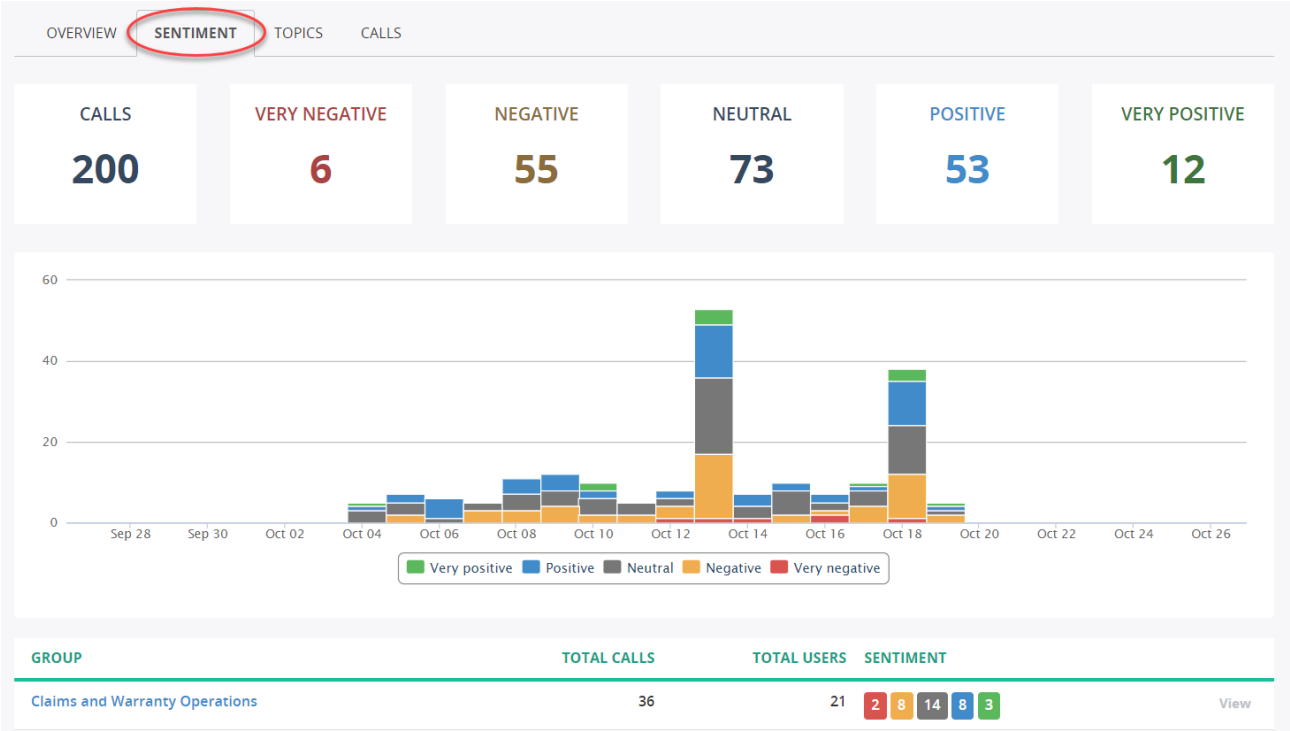 OVERVIEW SENTIMENT TOPICS CALLS
CALLS VERY NEGATIVE NEGATIVE NEUTRAL POSITIVE VERY POSITIVE
200 6 55 73 53 12
60
40
20
0
Sep 28 Sep 30 Oct 02 Oct 04 Oct 06 Oct 08 Oct 10 Oct 12 Oct 14 Oct 16 Oct 18 Oct 20 Oct 22 Oct 24 Oct 26
Very positive Positive Neutral Negative Very negative
GROUP TOTAL CALLS TOTAL USERS SENTIMENT
Claims and Warranty Operations 36 21 2 8 14 8 3 View